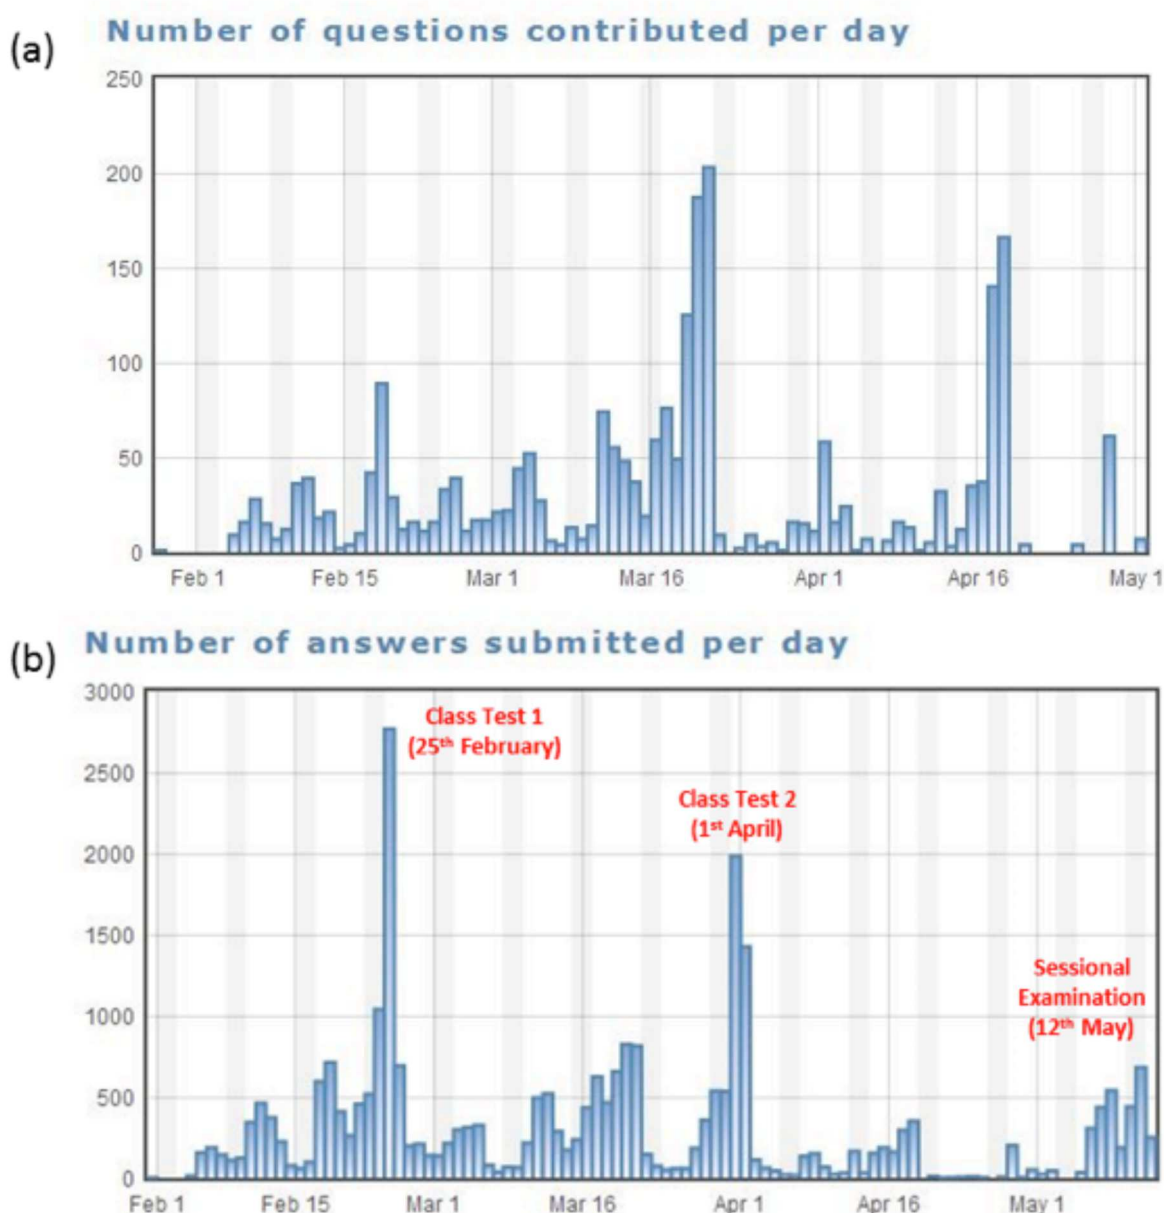 (a)
Number of questions contributed per day
250
200
150
100
50
0
Feb 1 Feb 15 Mar 1 Mar 16 Apr 1 Apr 16 May 1
(b)
Number of answers submitted per day
3000
Class Test 1
(25th February)
2500
Class Test 2
(1st April)
2000
1500
Sessional
Examination
(12th May)
1000
500
0
Feb 1 Feb 15 Mar 1 Mar 16 Apr 1 Apr 16 May 1